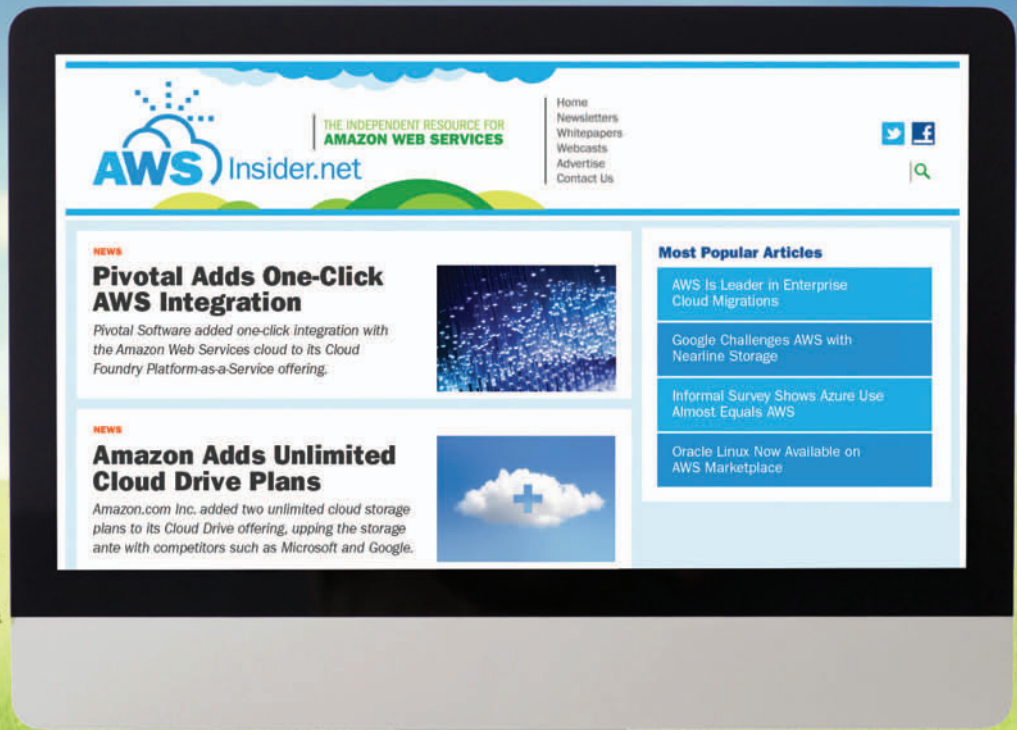 AWS Insider.net
THE INDEPENDENT RESOURCE FOR
AMAZON WEB SERVICES
Home
Newsletters
Whitepapers
Webcasts
Advertise
Contact Us
NEWS
Pivotal Adds One-Click
AWS Integration
Pivotal Software added one-click integration with
the Amazon Web Services cloud to its Cloud
Foundry Platform-as-a-Service offering.
NEWS
Amazon Adds Unlimited
Cloud Drive Plans
Amazon.com Inc. added two unlimited cloud storage
plans to its Cloud Drive offering, upping the storage
ante with competitors such as Microsoft and Google.
Most Popular Articles
AWS Is Leader in Enterprise
Cloud Migrations
Google Challenges AWS with
Nearline Storage
Informal Survey Shows Azure Use
Almost Equals AWS
Oracle Linux Now Available on
AWS Marketplace